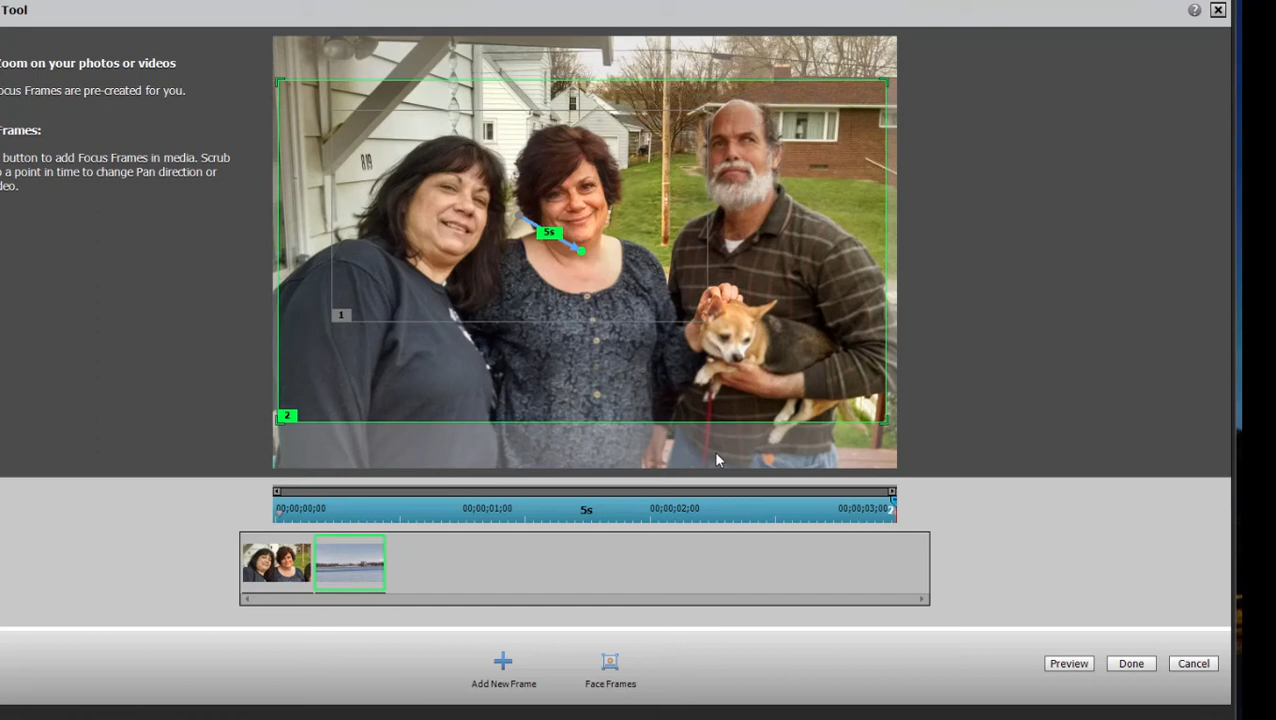 Tool
Zoom on your photos or videos
ocus Frames are pre-created for you.
Frames:
button to add Focus Frames in media. Scrub
o a point in time to change Pan direction or
deo.
819
5s
1
2
00;00;00;00
00;00;01;00
5s
00;00;02;00
00;00;03;00
2
Add New Frame
Face Frames
Preview
Done
Cancel